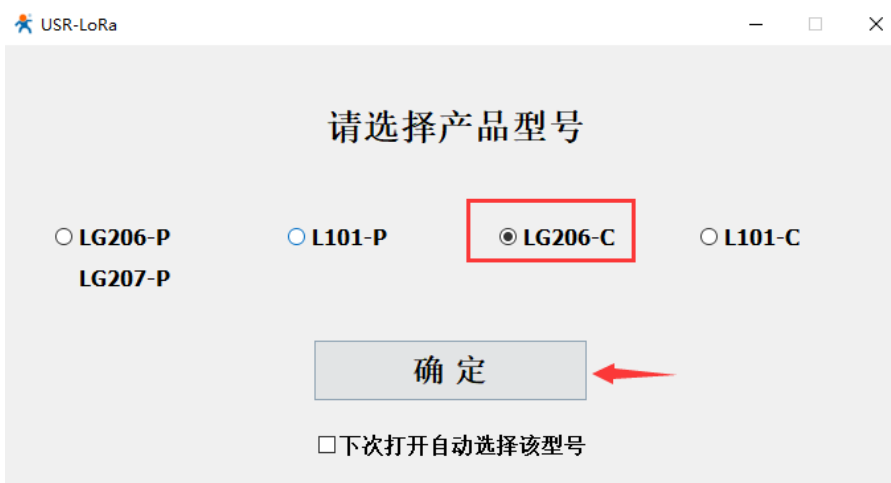 USR-LoRa
请选择产品型号
LG206-P
L101-P
LG206-C
L101-C
LG207-P
确 定
下次打开自动选择该型号